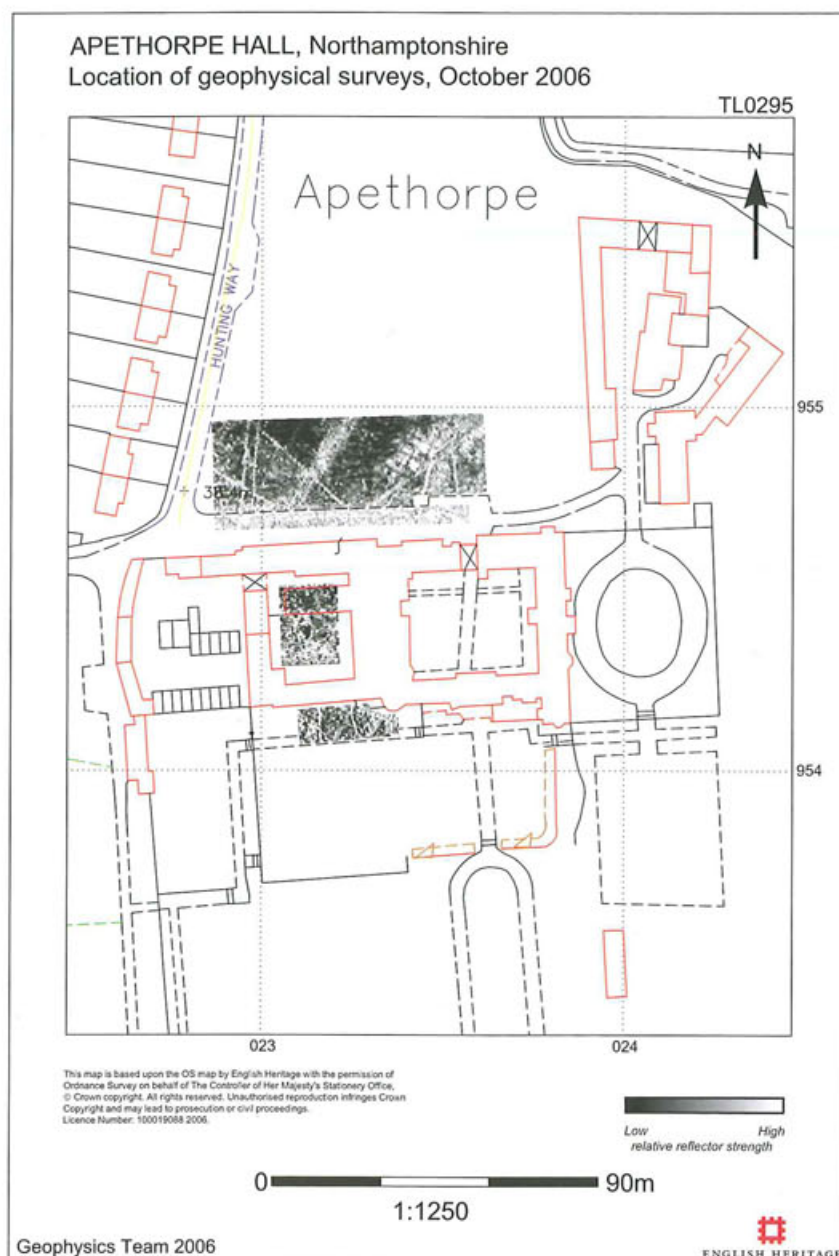 APETHORPE HALL, Northamptonshire
Location of geophysical surveys, October 2006
TL0295
N
Apethorpe
HUNTING WAY
955
38.4m
954
023
024
This map is based upon the OS map by English Heritage with the permission of
Ordnance Survey on behalf of The Controller of Her Majesty's Stationery Office,
© Crown copyright. All rights reserved. Unauthorised reproduction infringes Crown
Copyright and may lead to prosecution or civil proceedings.
Licence Number: 100019088 2006.
Low High
relative reflector strength
0 90m
1:1250
Geophysics Team 2006
ENGLISH HERITAGE